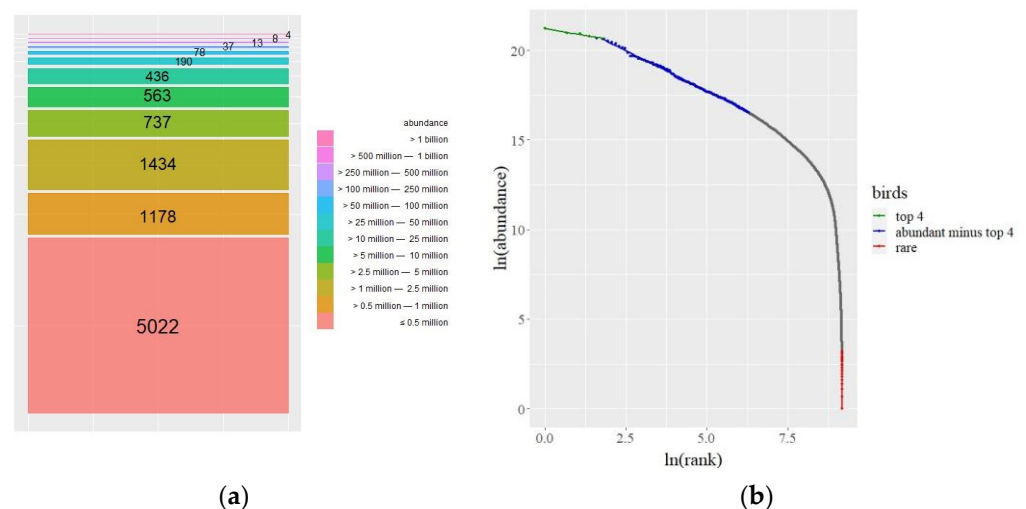 4
8
13
37
78
190
436
563
737
1434
1178
5022
abundance
> 1 billion
> 500 million — 1 billion
> 250 million — 500 million
> 100 million — 250 million
> 50 million — 100 million
> 25 million — 50 million
> 10 million — 25 million
> 5 million — 10 million
> 2.5 million — 5 million
> 1 million — 2.5 million
> 0.5 million — 1 million
≤ 0.5 million
(a)
20
15
10
5
0
ln(abundance)
0.0 2.5 5.0 7.5
ln(rank)
birds
top 4
abundant minus top 4
rare
(b)